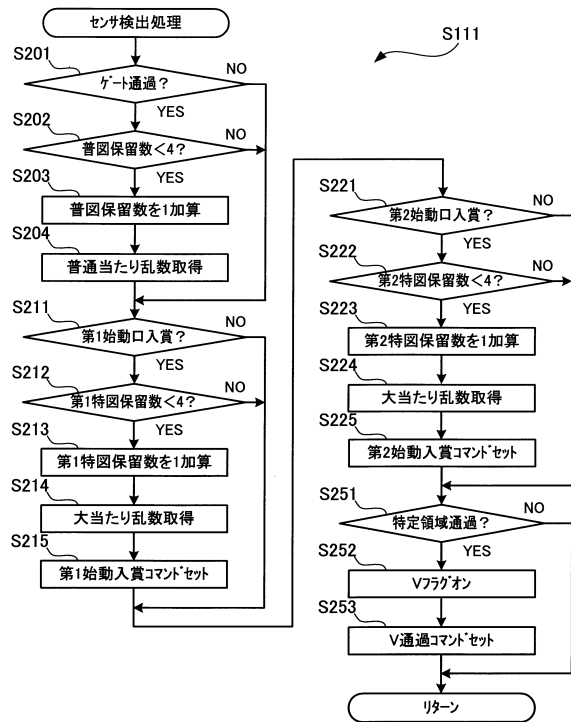 センサ検出処理
S111
S201
ゲート通過?
NO
YES
S202
普図保留数<4?
NO
YES
S203
普図保留数を1加算
S204
普通当たり乱数取得
S211
第1始動口入賞?
NO
YES
S212
第1特図保留数<4?
NO
YES
S213
第1特図保留数を1加算
S214
大当たり乱数取得
S215
第1始動入賞コマンドセット
S221
第2始動口入賞?
NO
YES
S222
第2特図保留数<4?
NO
YES
S223
第2特図保留数を1加算
S224
大当たり乱数取得
S225
第2始動入賞コマンドセット
S251
特定領域通過?
NO
YES
S252
Vフラグオン
S253
V通過コマンドセット
リターン